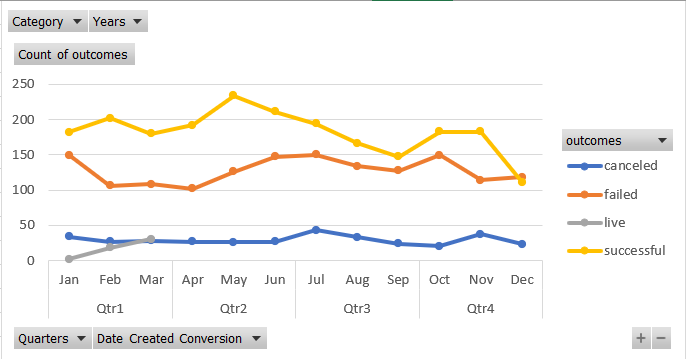 Category Years
Count of outcomes
250
200
150
100
50
0
Jan Feb Mar Apr May Jun Jul Aug Sep Oct Nov Dec
Qtr1 Qtr2 Qtr3 Qtr4
outcomes
canceled
failed
live
successful
Quarters Date Created Conversion
+ −